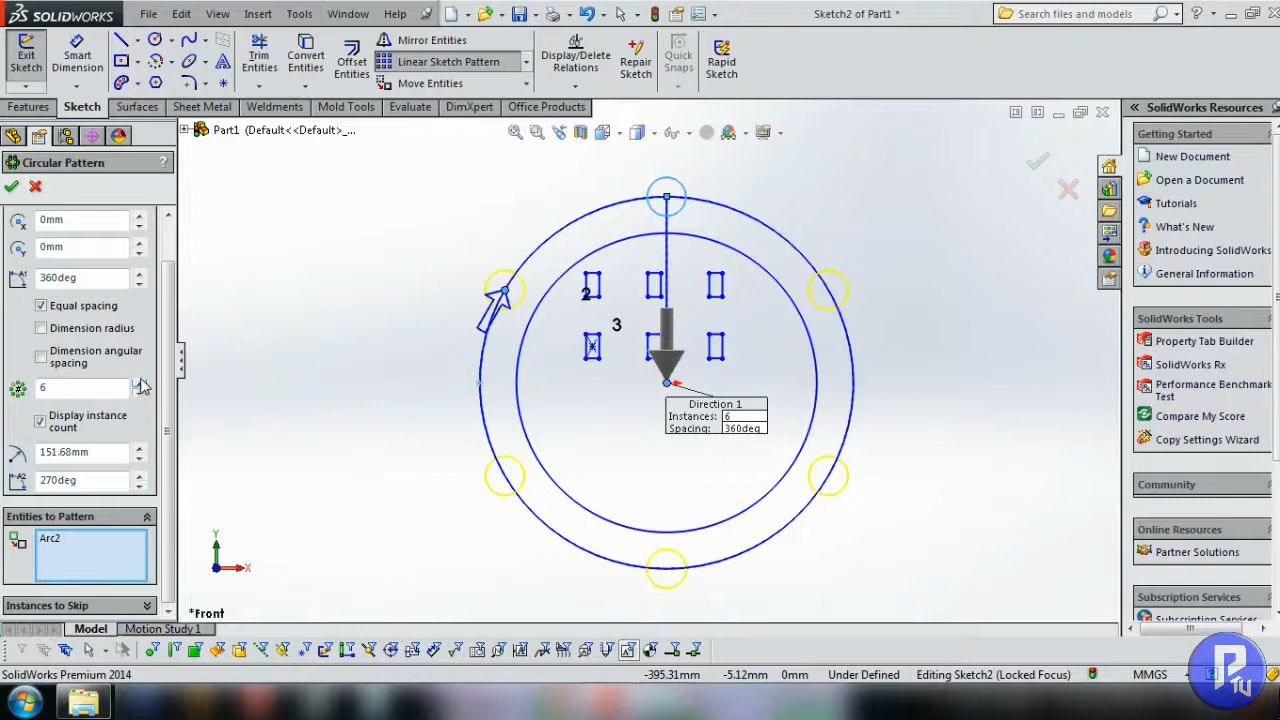 SOLIDWORKS
File
Edit
View
Insert
Tools
Window
Help
Sketch2 of Part1 *
Search files and models
Exit Sketch
Smart Dimension
Trim Entities
Convert Entities
Offset Entities
Mirror Entities
Linear Sketch Pattern
Move Entities
Display/Delete Relations
Repair Sketch
Quick Snaps
Rapid Sketch
Features
Sketch
Surfaces
Sheet Metal
Weldments
Mold Tools
Evaluate
DimXpert
Office Products
SolidWorks Resources
Part1 (Default<<Default>_...
Circular Pattern
?
0mm
0mm
360deg
Equal spacing
Dimension radius
Dimension angular
spacing
6
Display instance
count
151.68mm
270deg
Entities to Pattern
Arc2
Instances to Skip
2
3
Direction 1
Instances: 6
Spacing: 360deg
Y
X
*Front
Getting Started
New Document
Open a Document
Tutorials
What's New
Introducing SolidWorks
General Information
SolidWorks Tools
Property Tab Builder
SolidWorks Rx
Performance Benchmark
Test
Compare My Score
Copy Settings Wizard
Community
Online Resources
Partner Solutions
Subscription Services
Model
Motion Study 1
SolidWorks Premium 2014
-395.31mm
-5.12mm
0mm
Under Defined
Editing Sketch2 (Locked Focus)
MMGS